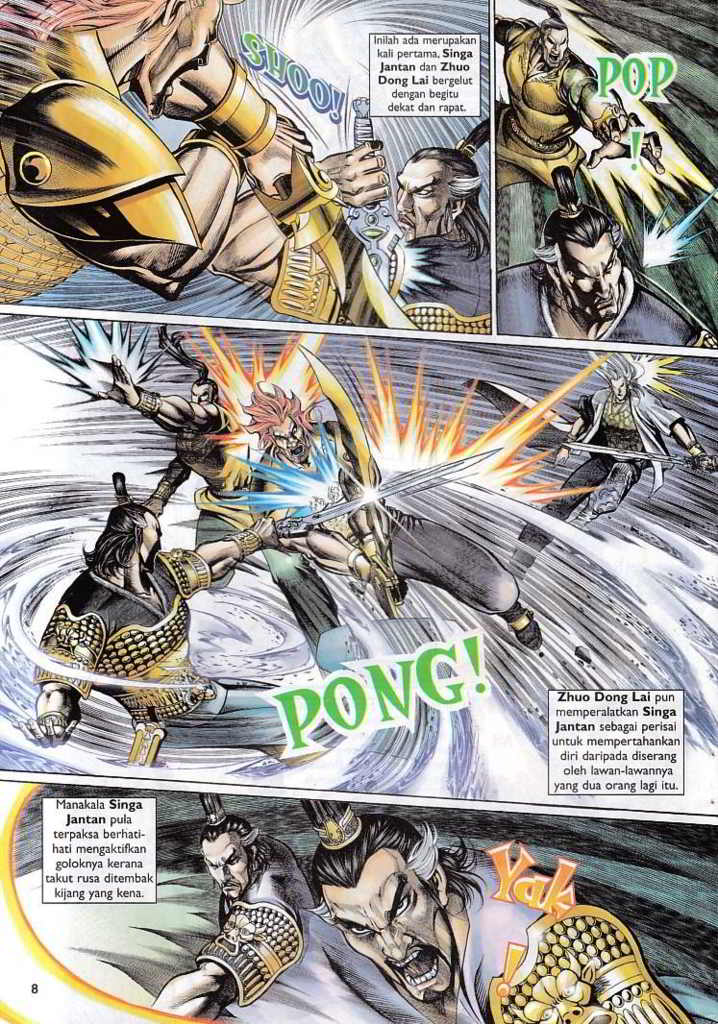 SHOO!
Inilah ada merupakan
kali pertama, Singa
Jantan dan Zhuo
Dong Lai bergelut
dengan begitu
dekat dan rapat.
POP
!
PONG!
Zhuo Dong Lai pun
memperalatkan Singa
Jantan sebagai perisai
untuk mempertahankan
diri daripada diserang
oleh lawan-lawannya
yang dua orang lagi itu.
Manakala Singa
Jantan pula
terpaksa berhati-
hati mengaktifkan
goloknya kerana
takut rusa ditembak
kijang yang kena.
Yak
!
8